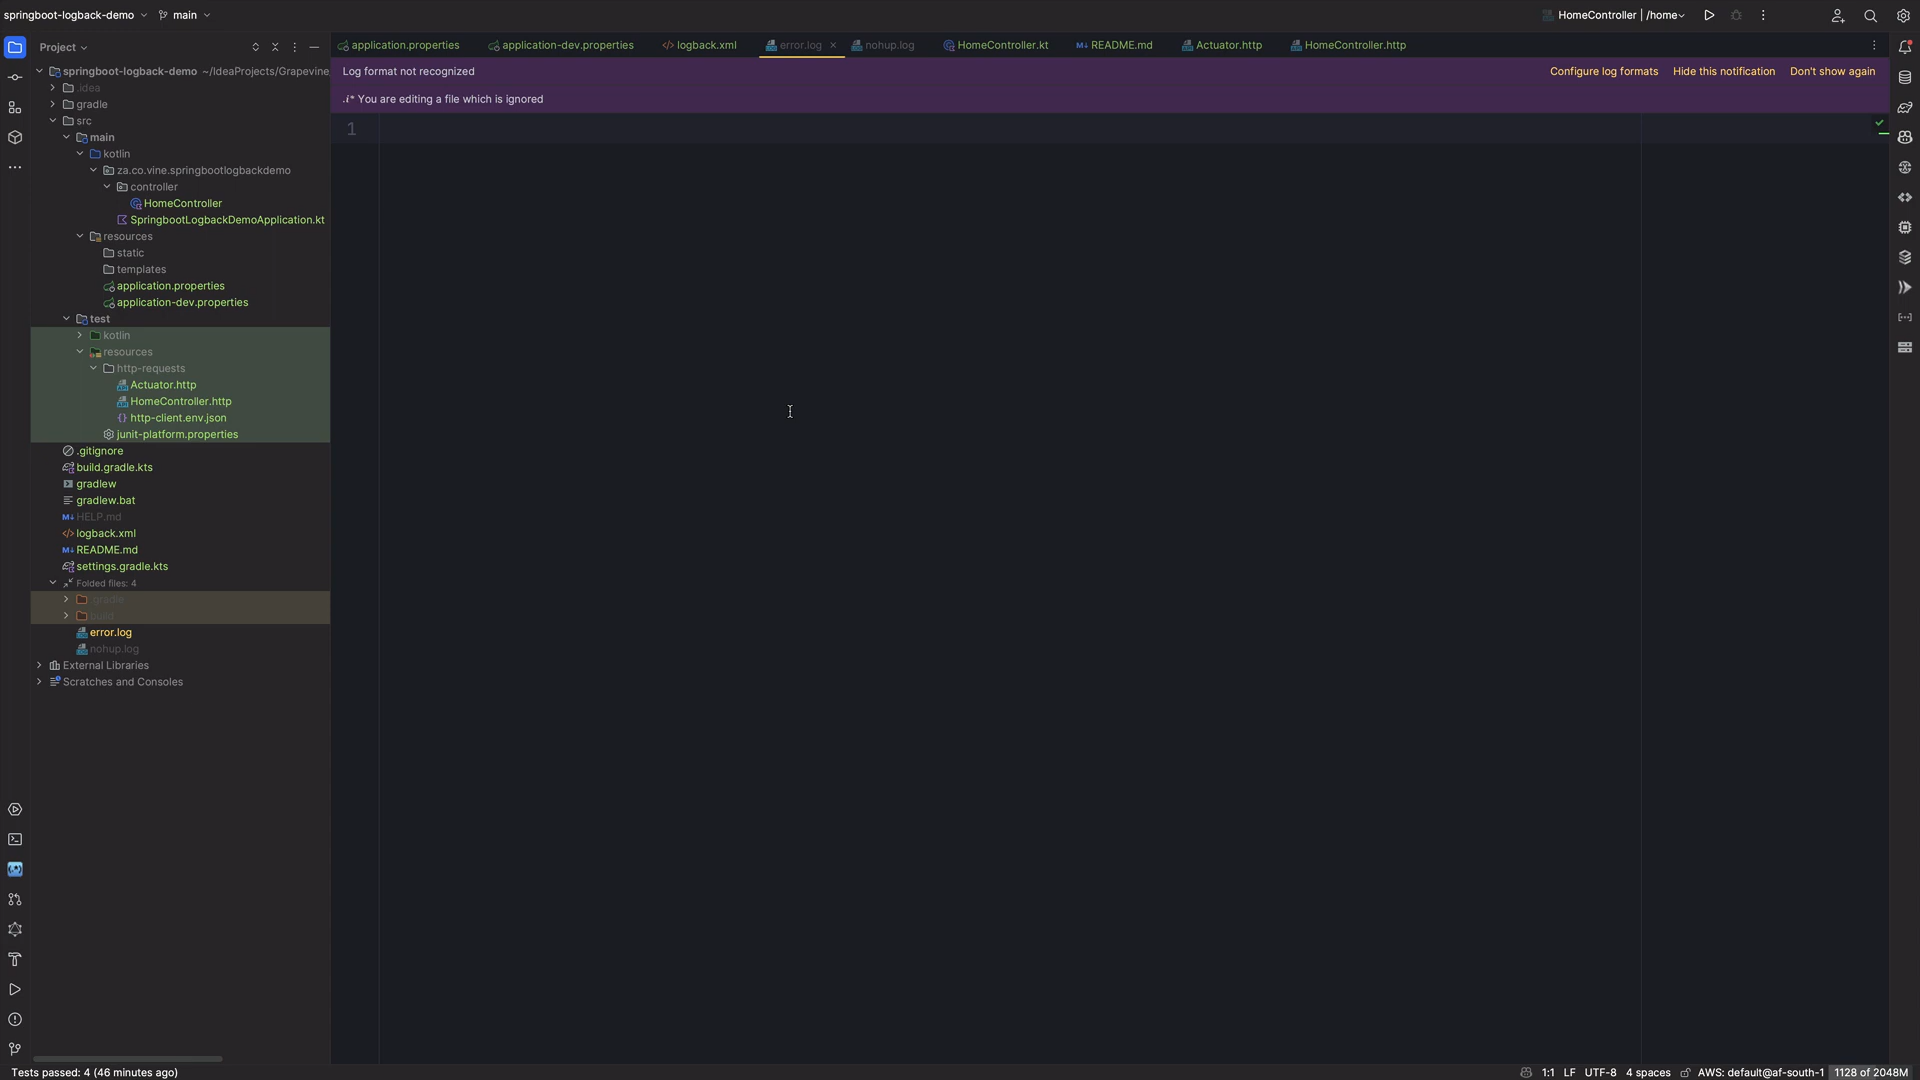 springboot-logback-demo main HomeController | /home
Project application.properties application-dev.properties logback.xml error.log nohup.log HomeController.kt README.md Actuator.http HomeController.http
springboot-logback-demo ~/IdeaProjects/Grapevine
Log format not recognized Configure log formats Hide this notification Don't show again
.idea
.i* You are editing a file which is ignored
gradle
src
1
main
kotlin
za.co.vine.springbootlogbackdemo
controller
HomeController
SpringbootLogbackDemoApplication.kt
resources
static
templates
application.properties
application-dev.properties
test
kotlin
resources
http-requests
Actuator.http
HomeController.http
http-client.env.json
junit-platform.properties
.gitignore
build.gradle.kts
gradlew
gradlew.bat
HELP.md
logback.xml
README.md
settings.gradle.kts
Folded files: 4
.gradle
build
error.log
nohup.log
External Libraries
Scratches and Consoles
Tests passed: 4 (46 minutes ago) 1:1 LF UTF-8 4 spaces AWS: default@af-south-1 1128 of 2048M